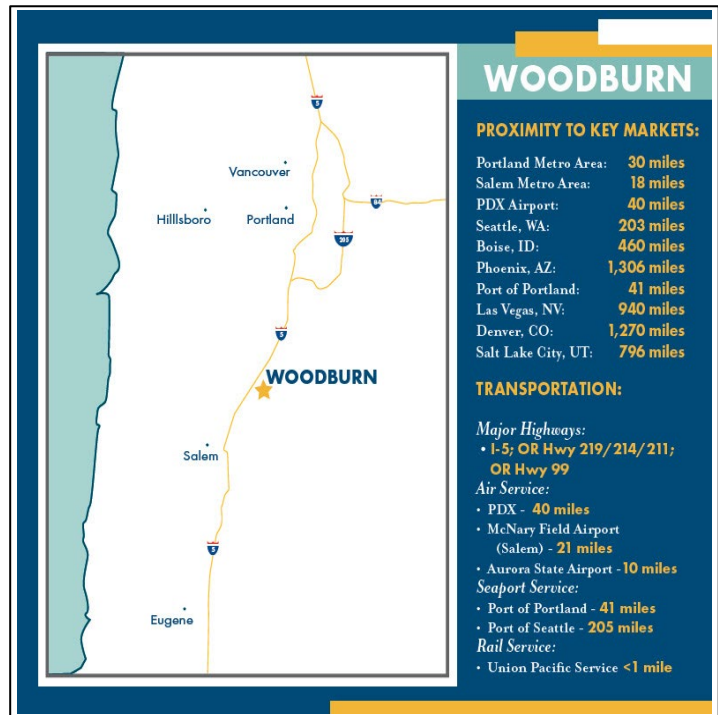 5
Vancouver
84
Hilllsboro
Portland
205
5
WOODBURN
Salem
5
Eugene
WOODBURN
PROXIMITY TO KEY MARKETS:
Portland Metro Area: 30 miles
Salem Metro Area: 18 miles
PDX Airport: 40 miles
Seattle, WA: 203 miles
Boise, ID: 460 miles
Phoenix, AZ: 1,306 miles
Port of Portland: 41 miles
Las Vegas, NV: 940 miles
Denver, CO: 1,270 miles
Salt Lake City, UT: 796 miles
TRANSPORTATION:
Major Highways:
• I-5; OR Hwy 219/214/211;
OR Hwy 99
Air Service:
• PDX - 40 miles
• McNary Field Airport
(Salem) - 21 miles
• Aurora State Airport -10 miles
Seaport Service:
• Port of Portland - 41 miles
• Port of Seattle - 205 miles
Rail Service:
• Union Pacific Service <1 mile